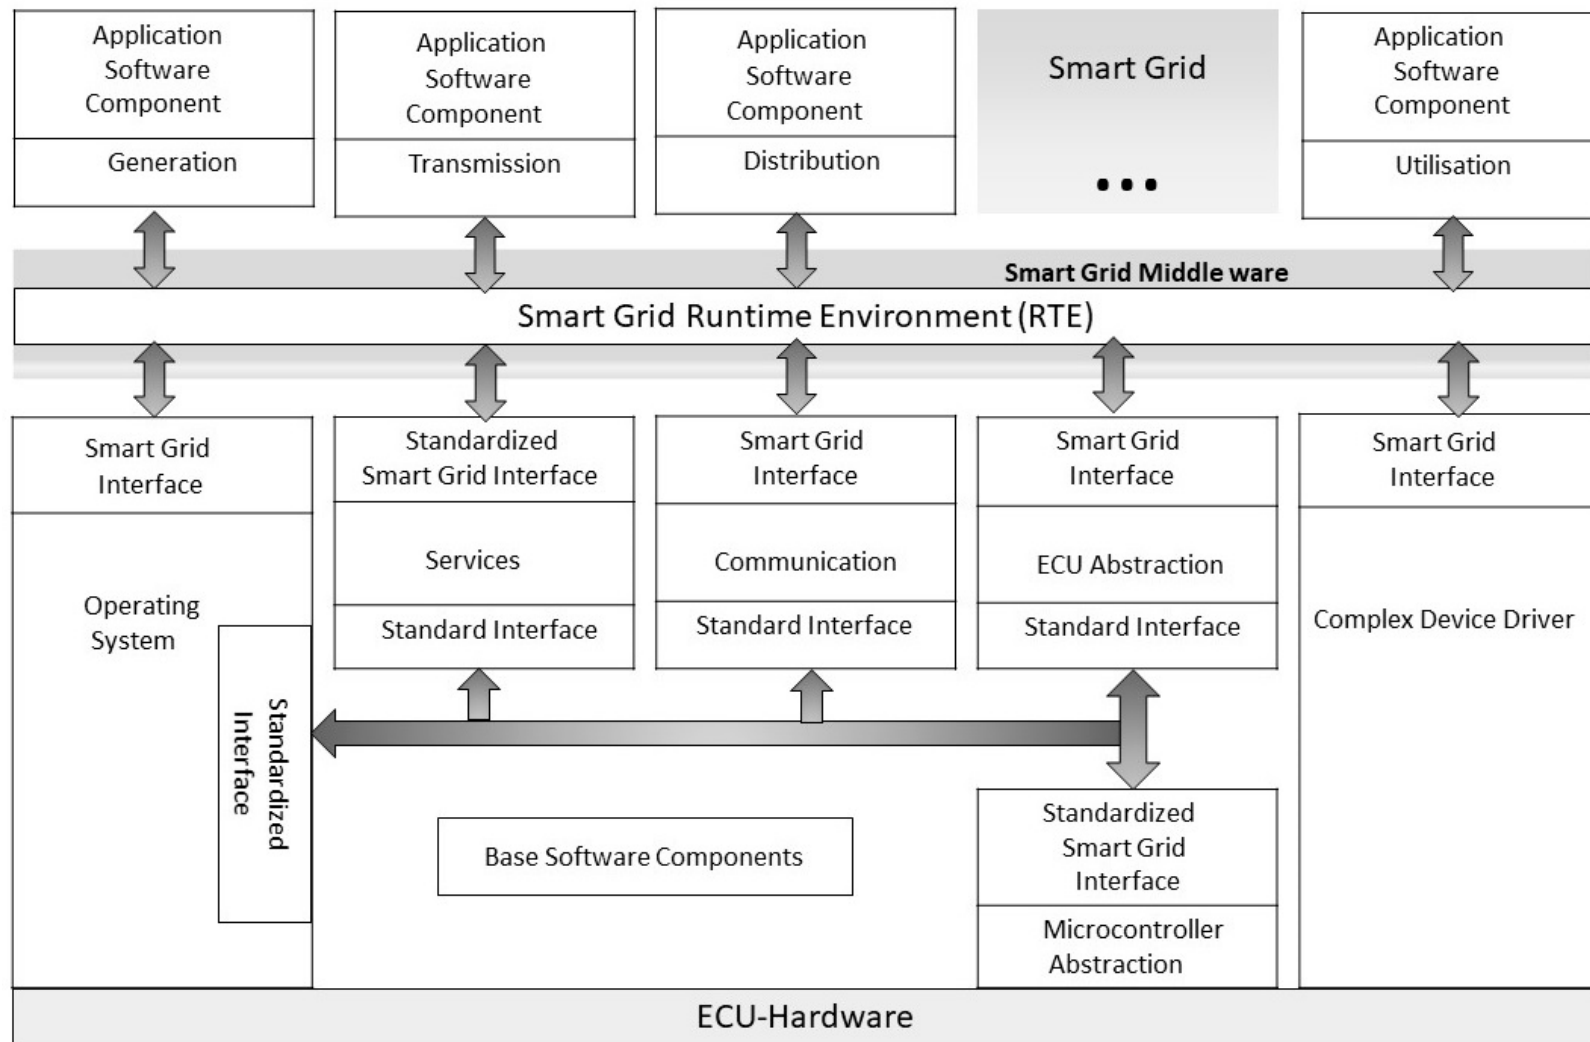 Application
Software
Component
Generation
Application
Software
Component
Transmission
Application
Software
Component
Distribution
Smart Grid
...
Application
Software
Component
Utilisation
Smart Grid Middle ware
Smart Grid Runtime Environment (RTE)
Smart Grid
Interface
Operating
System
Standardized
Interface
Standardized
Smart Grid Interface
Services
Standard Interface
Smart Grid
Interface
Communication
Standard Interface
Smart Grid
Interface
ECU Abstraction
Standard Interface
Smart Grid
Interface
Complex Device Driver
Base Software Components
Standardized
Smart Grid
Interface
Microcontroller
Abstraction
ECU-Hardware